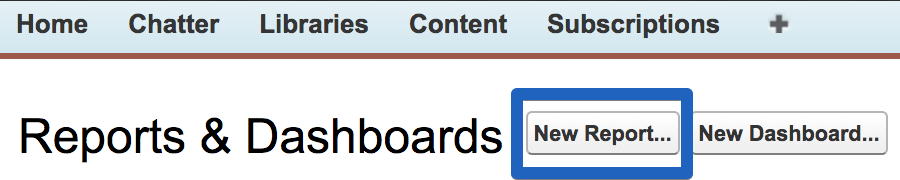 Home Chatter Libraries Content Subscriptions +
Reports & Dashboards New Report... New Dashboard...